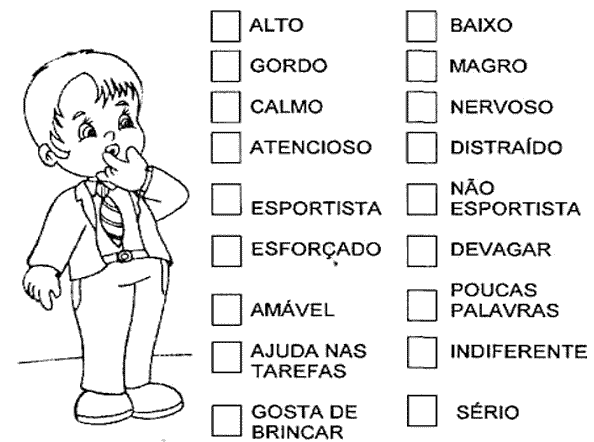 ALTO
BAIXO
GORDO
MAGRO
CALMO
NERVOSO
ATENCIOSO
DISTRAÍDO
ESPORTISTA
NÃO
ESPORTISTA
ESFORÇADO
DEVAGAR
AMÁVEL
POUCAS
PALAVRAS
AJUDA NAS
TAREFAS
INDIFERENTE
GOSTA DE
BRINCAR
SÉRIO